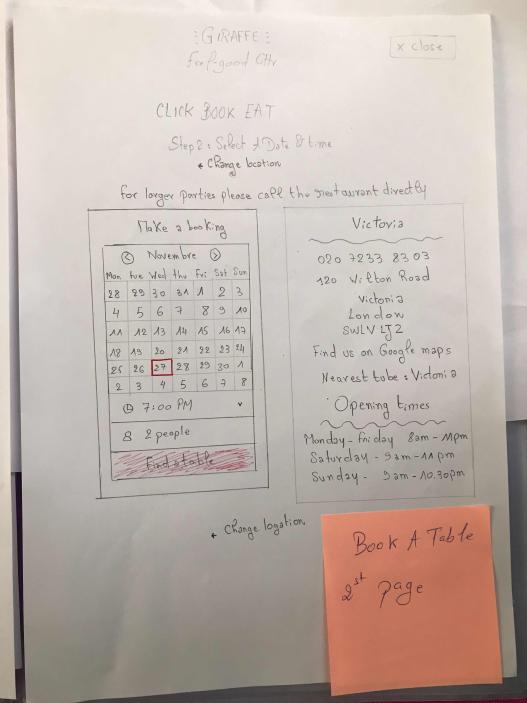 GIRAFFE
Feel-good
x close
CLICK BOOK EAT
Step 2: Select A Date & time
Change location
For larger parties please call the restaurant directly
Make a booking
< Novembre >
Mon Tue Wed Thu Fri Sat Sun
28 29 30 31 1 2 3
4 5 6 7 8 9 10
11 12 13 14 15 16 17
18 19 20 21 22 23 24
25 26 27 28 29 30 1
2 3 4 5 6 7 8
7:00 PM
2 people
Find a table
Victoria
020 7233 8303
120 Wilton Road
Victoria
London
SWLV LJZ
Find us on Google maps
Nearest tube: Victoria
Opening times
Monday - Friday 8am - 11pm
Saturday - 9am - 11pm
Sunday - 9am - 10.30pm
Change location
Book A Table
2st page